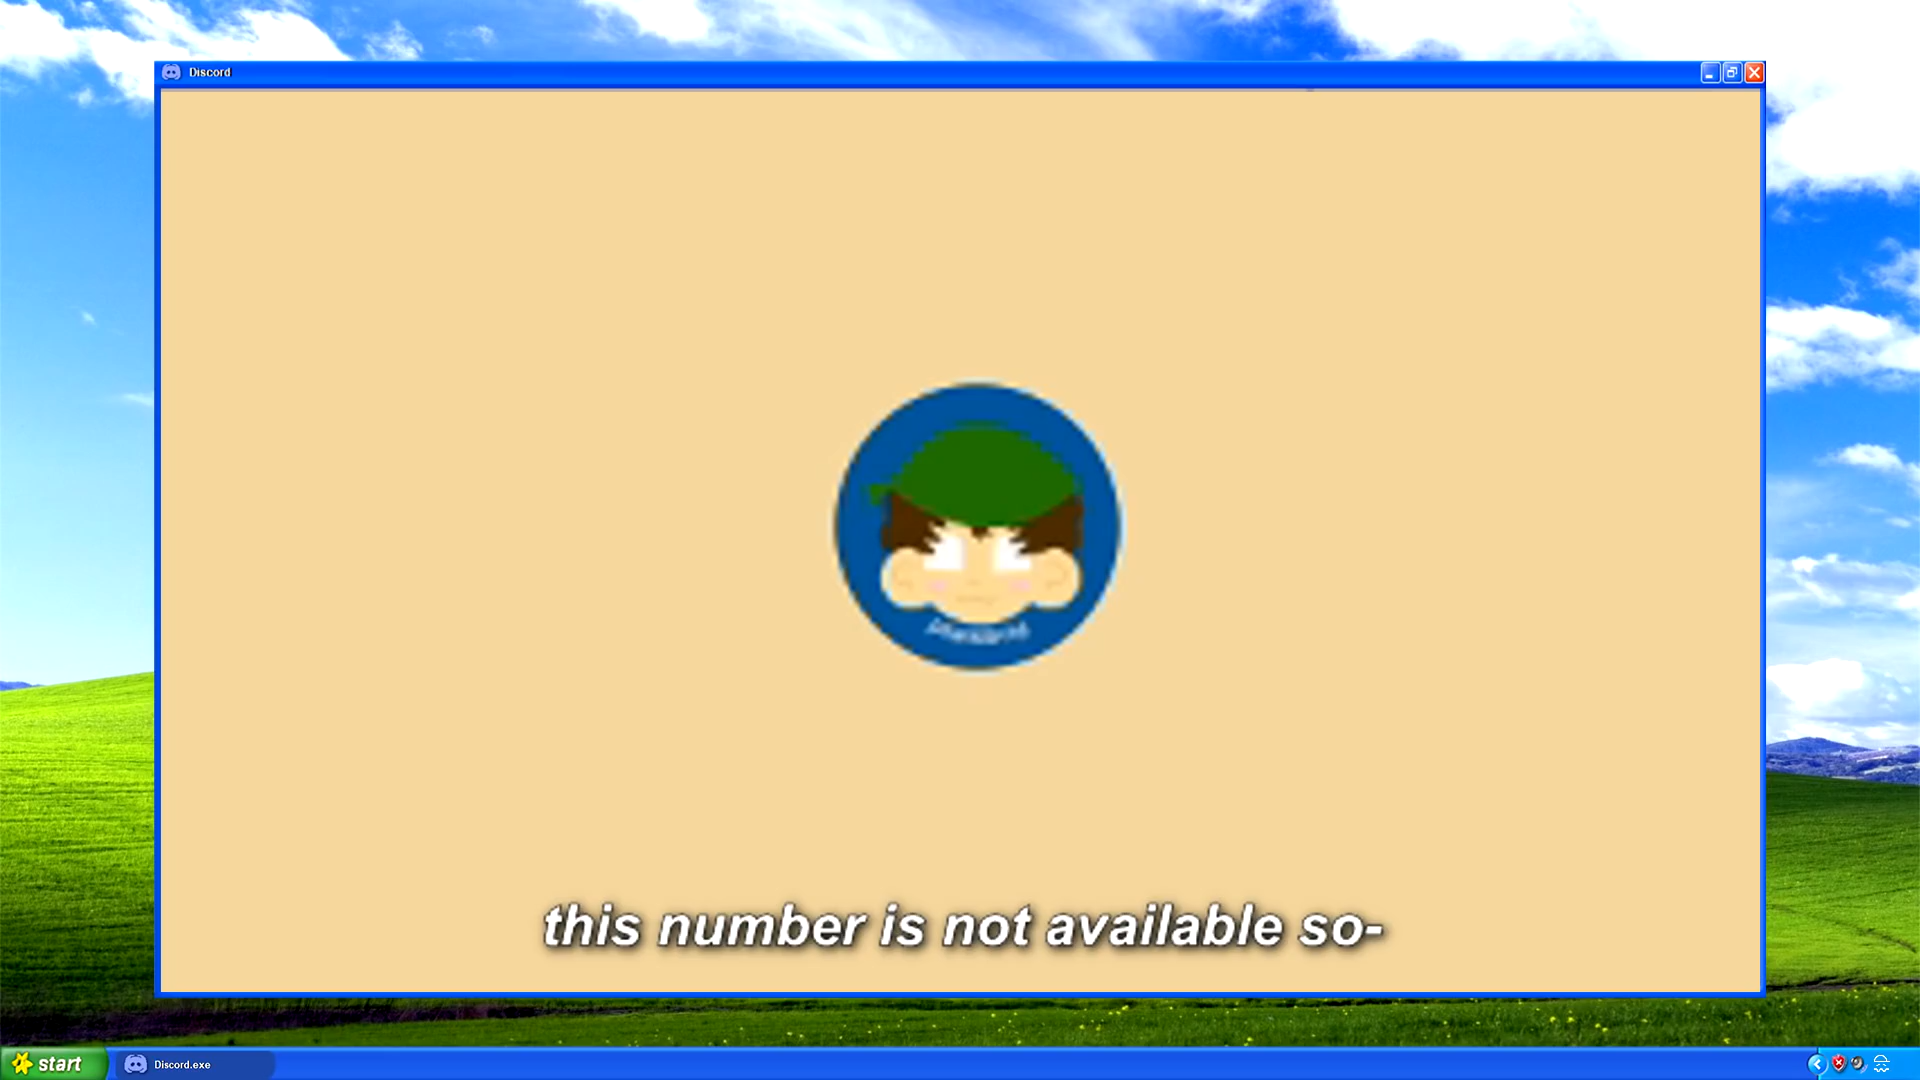 Discord
this number is not available so-
start
Discord.exe